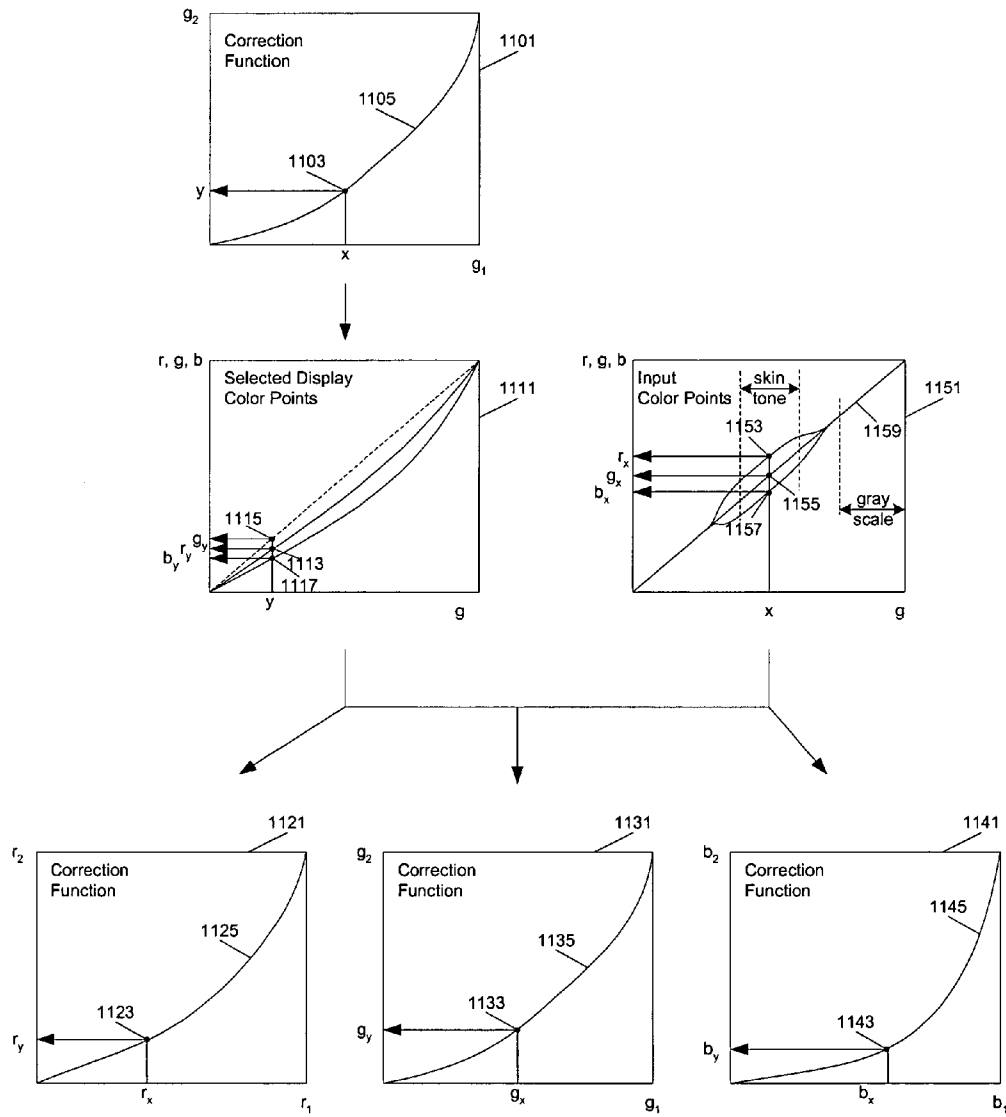 g2
Correction
Function
1101
1105
1103
y
x
g1
r, g, b
Selected Display
Color Points
1111
1115
gy
ry
by
1113
1117
y
g
r, g, b
Input
Color Points
skin
tone
1151
1153
1159
rx
gx
bx
1155
1157
gray
scale
x
g
1121
r2
Correction
Function
1125
1123
ry
rx
r1
1131
g2
Correction
Function
1135
1133
gy
gx
g1
1141
b2
Correction
Function
1145
1143
by
bx
b1